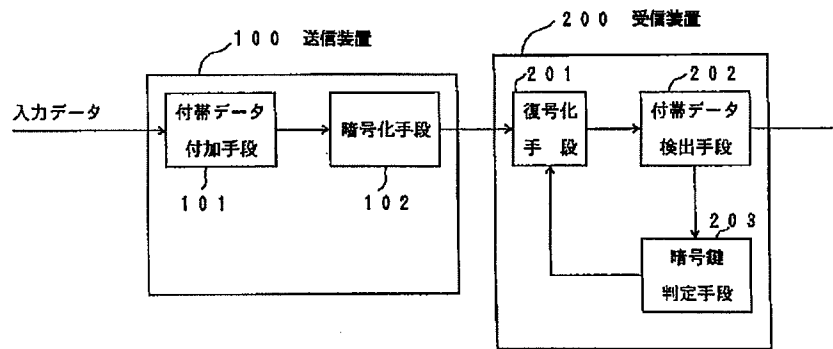 100 送信装置
200 受信装置
入力データ
付帯データ
付加手段
101
暗号化手段
102
201
復号化
手 段
202
付帯データ
検出手段
203
暗号鍵
判定手段